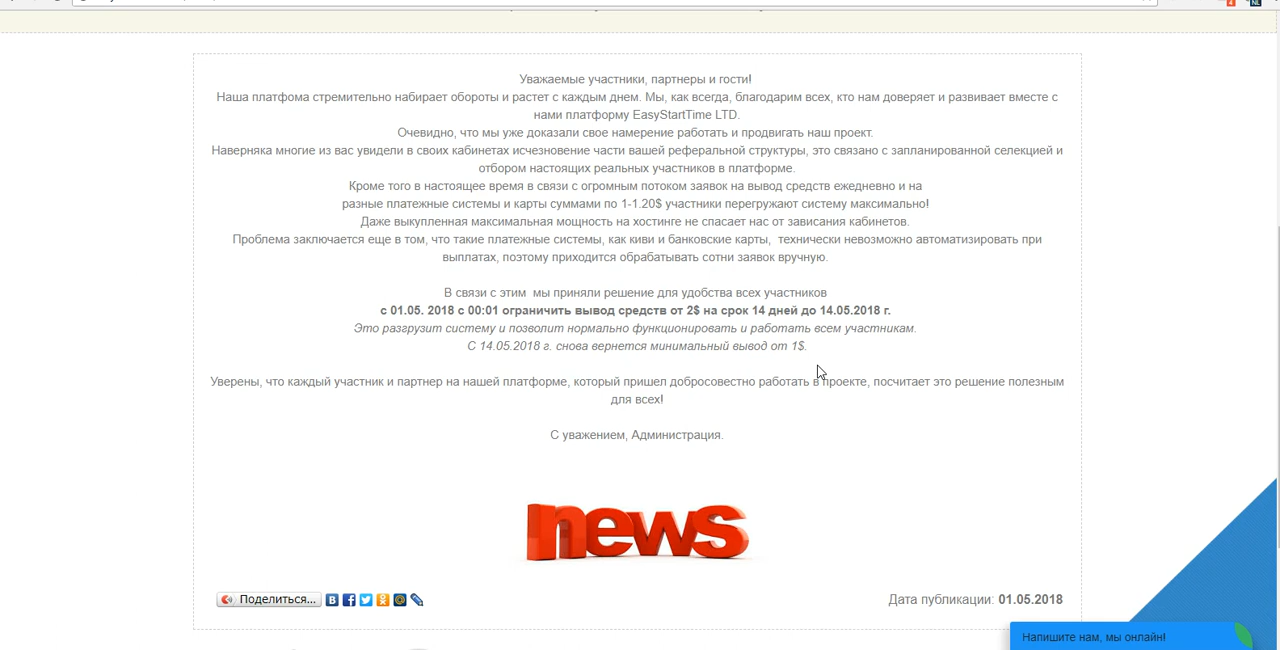 Уважаемые участники, партнеры и гости!
Наша платфома стремительно набирает обороты и растет с каждым днем. Мы, как всегда, благодарим всех, кто нам доверяет и развивает вместе с
нами платформу EasyStartTime LTD.
Очевидно, что мы уже доказали свое намерение работать и продвигать наш проект.
Наверняка многие из вас увидели в своих кабинетах исчезновение части вашей реферальной структуры, это связано с запланированной селекцией и
отбором настоящих реальных участников в платформе.
Кроме того в настоящее время в связи с огромным потоком заявок на вывод средств ежедневно и на
разные платежные системы и карты суммами по 1-1.20$ участники перегружают систему максимально!
Даже выкупленная максимальная мощность на хостинге не спасает нас от зависания кабинетов.
Проблема заключается еще в том, что такие платежные системы, как киви и банковские карты, технически невозможно автоматизировать при
выплатах, поэтому приходится обрабатывать сотни заявок вручную.
В связи с этим мы приняли решение для удобства всех участников
с 01.05. 2018 с 00:01 ограничить вывод средств от 2$ на срок 14 дней до 14.05.2018 г.
Это разгрузит систему и позволит нормально функционировать и работать всем участникам.
С 14.05.2018 г. снова вернется минимальный вывод от 1$.
Уверены, что каждый участник и партнер на нашей платформе, который пришел добросовестно работать в проекте, посчитает это решение полезным
для всех!
С уважением, Администрация.
news
Поделиться...
Дата публикации: 01.05.2018
Напишите нам, мы онлайн!